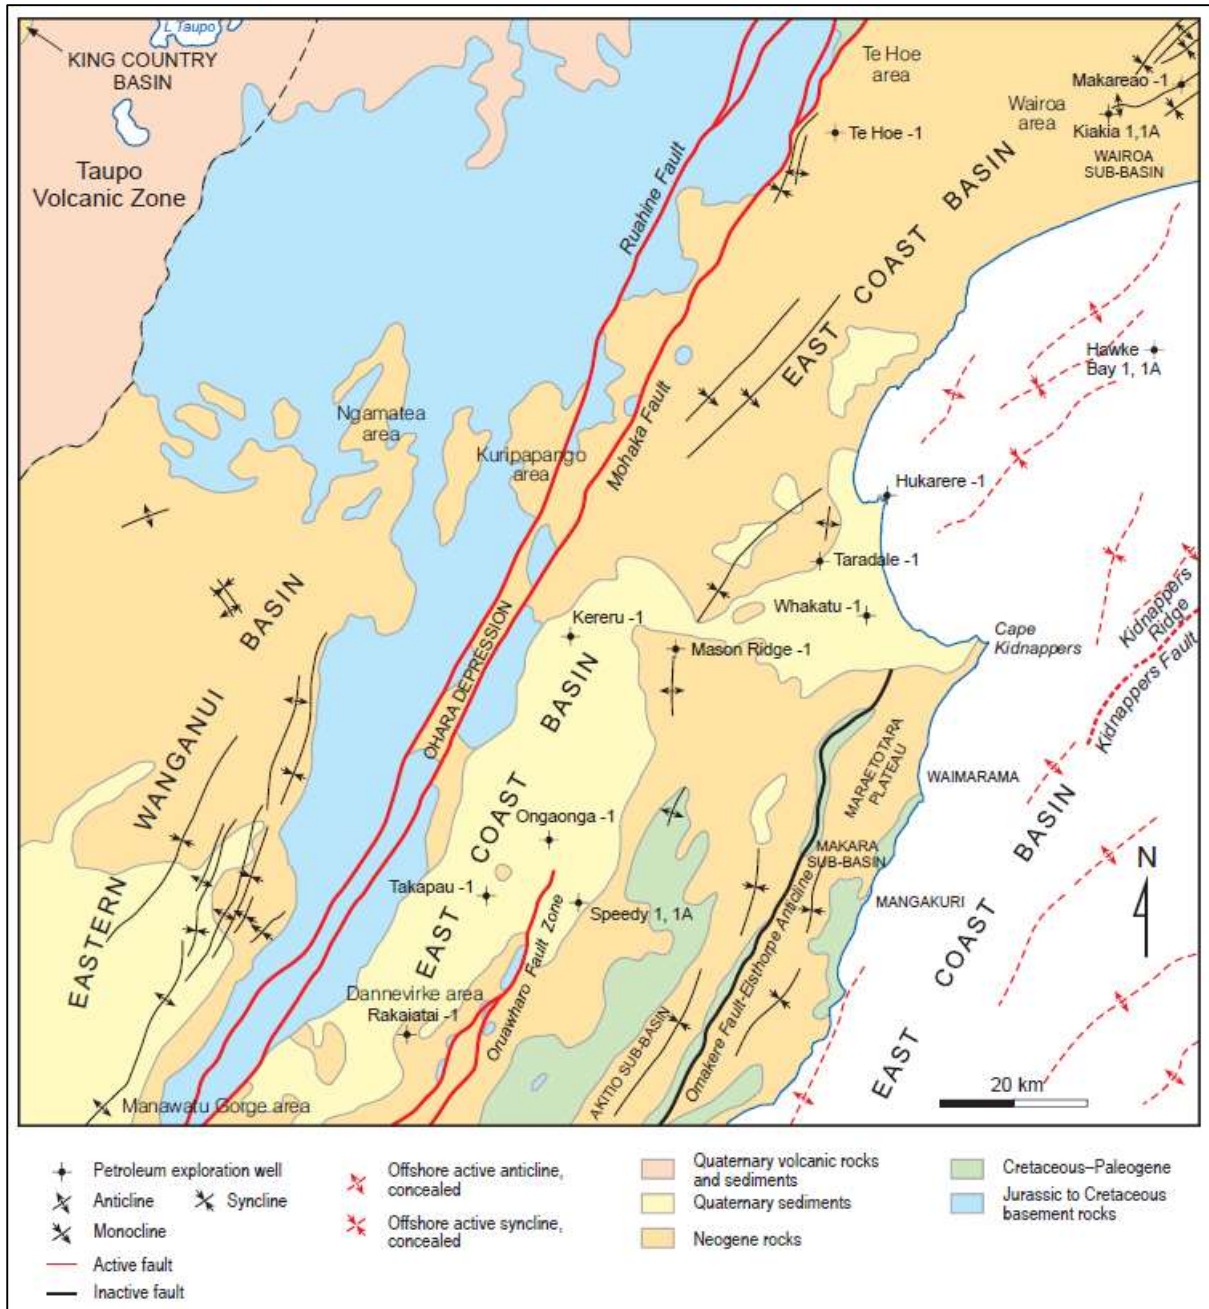 L Taupo
KING COUNTRY
BASIN
Taupo
Volcanic Zone
Te Hoe
area
Makareao -1
Wairoa
area
Kiakia 1,1A
WAIROA
SUB-BASIN
Te Hoe -1
Ruahine Fault
EAST COAST BASIN
Hawke
Bay 1, 1A
Ngamatea
area
Kuripapango
area
Mohaka Fault
Hukarere -1
Taradale -1
Whakatu -1
Kereru -1
Mason Ridge -1
Cape
Kidnappers
Kidnappers
Ridge
Kidnappers Fault
OHARA DEPRESSION
EASTERN WANGANUI BASIN
EAST COAST BASIN
MARAETOTARA
PLATEAU
WAIMARAMA
Ongaonga -1
MAKARA
SUB-BASIN
Takapau -1
Speedy 1, 1A
MANGAKURI
N
EAST COAST BASIN
Oruawharo Fault Zone
Omakere Fault-Elsthorpe Anticline
Dannevirke area
Rakaiatai -1
AKITIO SUB-BASIN
20 km
Manawatu Gorge area
Petroleum exploration well
Anticline
Syncline
Monocline
Active fault
Inactive fault
Offshore active anticline,
concealed
Offshore active syncline,
concealed
Quaternary volcanic rocks
and sediments
Quaternary sediments
Neogene rocks
Cretaceous–Paleogene
Jurassic to Cretaceous
basement rocks